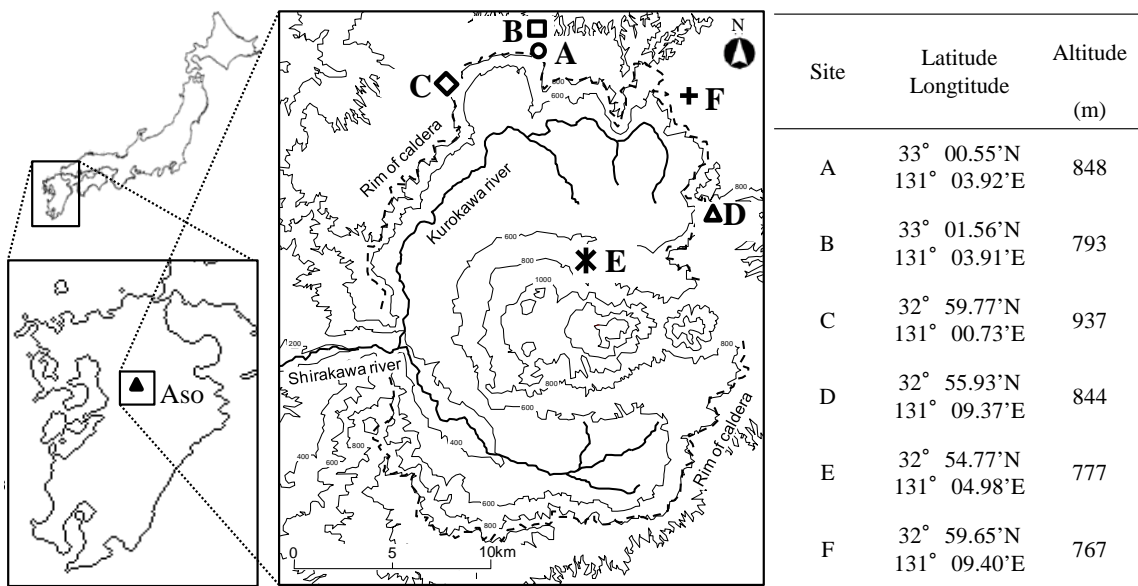 Aso
B
A
C
F
D
E
N
Rim of caldera
Kurokawa river
Shirakawa river
Rim of caldera
600
800
800
600
800
1000
200
800
600
400
400
600
800
600
800
0 5 10km
Site Latitude Longtitude Altitude (m)
A 33° 00.55'N 131° 03.92'E 848
B 33° 01.56'N 131° 03.91'E 793
C 32° 59.77'N 131° 00.73'E 937
D 32° 55.93'N 131° 09.37'E 844
E 32° 54.77'N 131° 04.98'E 777
F 32° 59.65'N 131° 09.40'E 767